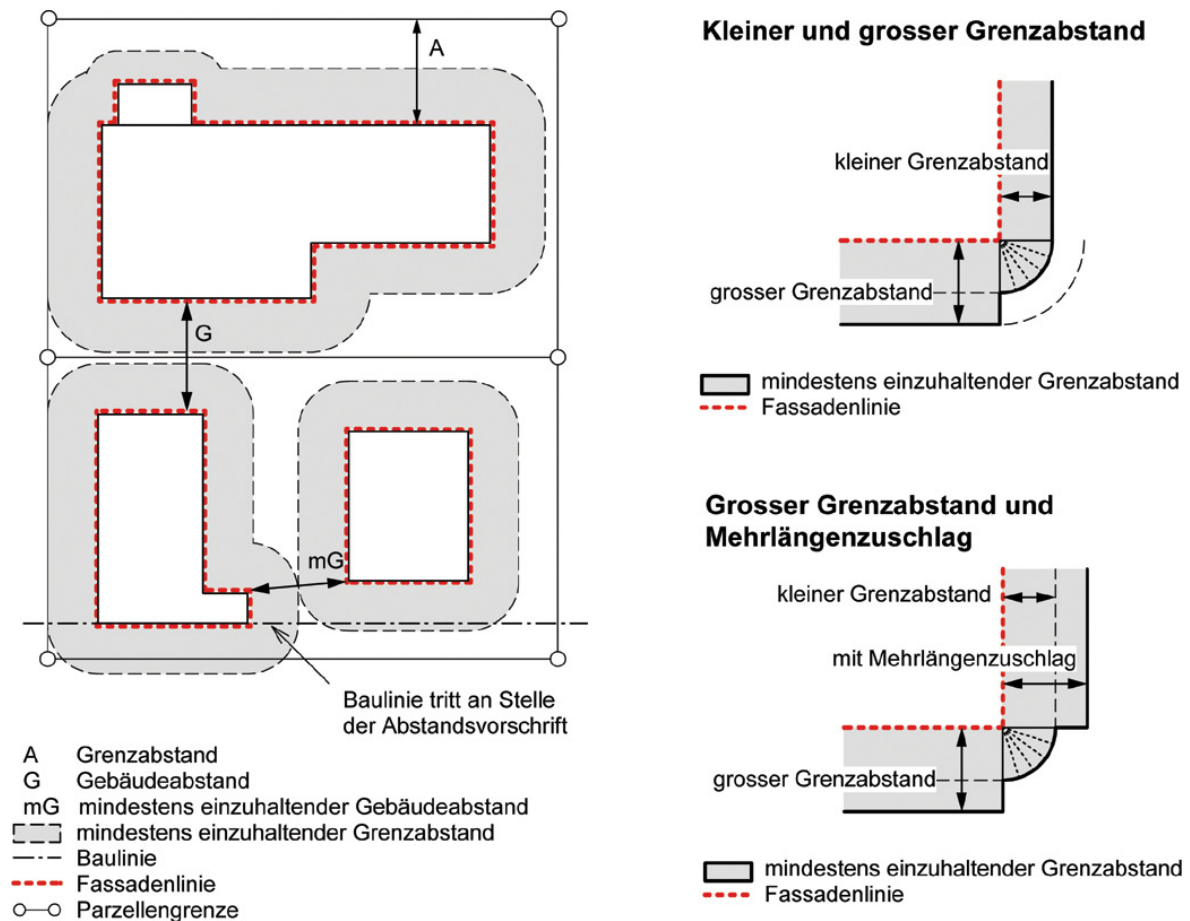 A
G
mG
Baulinie tritt an Stelle
der Abstandsvorschrift
A Grenzabstand
G Gebäudeabstand
mG mindestens einzuhaltender Gebäudeabstand
mindestens einzuhaltender Grenzabstand
Baulinie
Fassadenlinie
Parzellengrenze
Kleiner und grosser Grenzabstand
kleiner Grenzabstand
grosser Grenzabstand
mindestens einzuhaltender Grenzabstand
Fassadenlinie
Grosser Grenzabstand und
Mehrlängenzuschlag
kleiner Grenzabstand
mit Mehrlängenzuschlag
grosser Grenzabstand
mindestens einzuhaltender Grenzabstand
Fassadenlinie